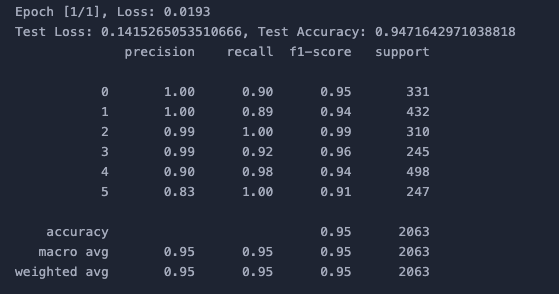 Epoch [1/1], Loss: 0.0193
Test Loss: 0.1415265053510666, Test Accuracy: 0.9471642971038818
precision recall f1-score support
0 1.00 0.90 0.95 331
1 1.00 0.89 0.94 432
2 0.99 1.00 0.99 310
3 0.99 0.92 0.96 245
4 0.90 0.98 0.94 498
5 0.83 1.00 0.91 247
accuracy 0.95 2063
macro avg 0.95 0.95 0.95 2063
weighted avg 0.95 0.95 0.95 2063